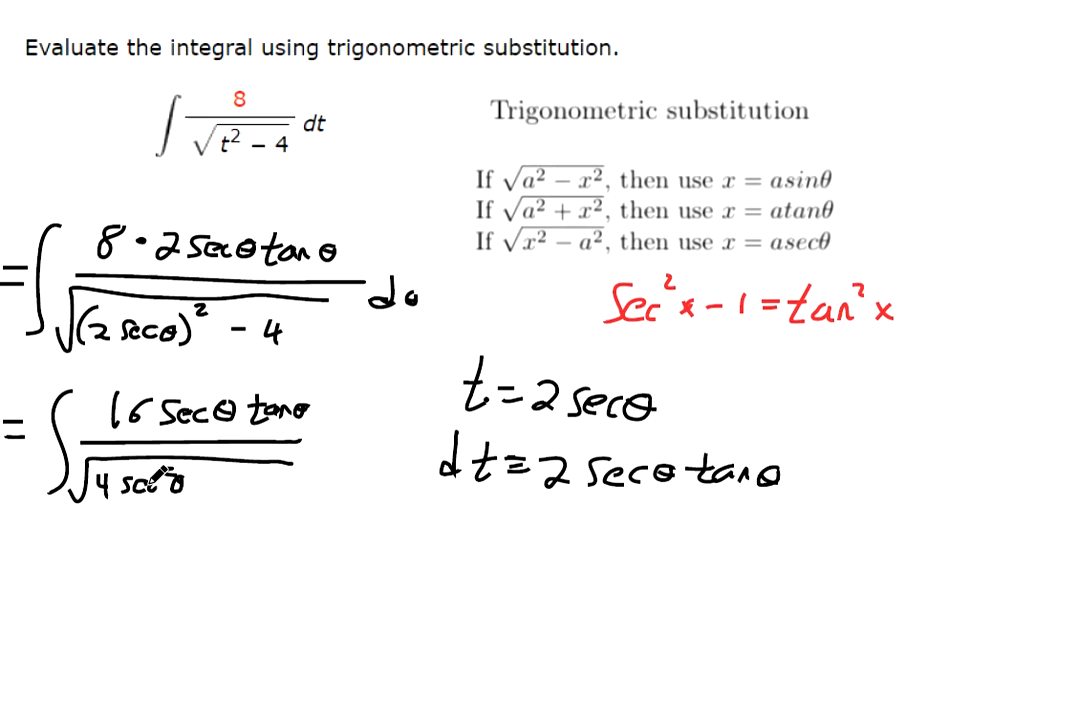 Evaluate the integral using trigonometric substitution.
∫ 8 / √(t² – 4) dt
Trigonometric substitution
If √(a² − x²), then use x = asinθ
If √(a² + x²), then use x = atanθ
If √(x² − a²), then use x = asecθ
= ∫ 8 · 2 secθ tanθ / √((2 secθ)² - 4) dθ
sec²x - 1 = tan²x
t = 2 secθ
= ∫ 16 secθ tanθ / √(4 sec²θ
dt = 2 secθ tanθ